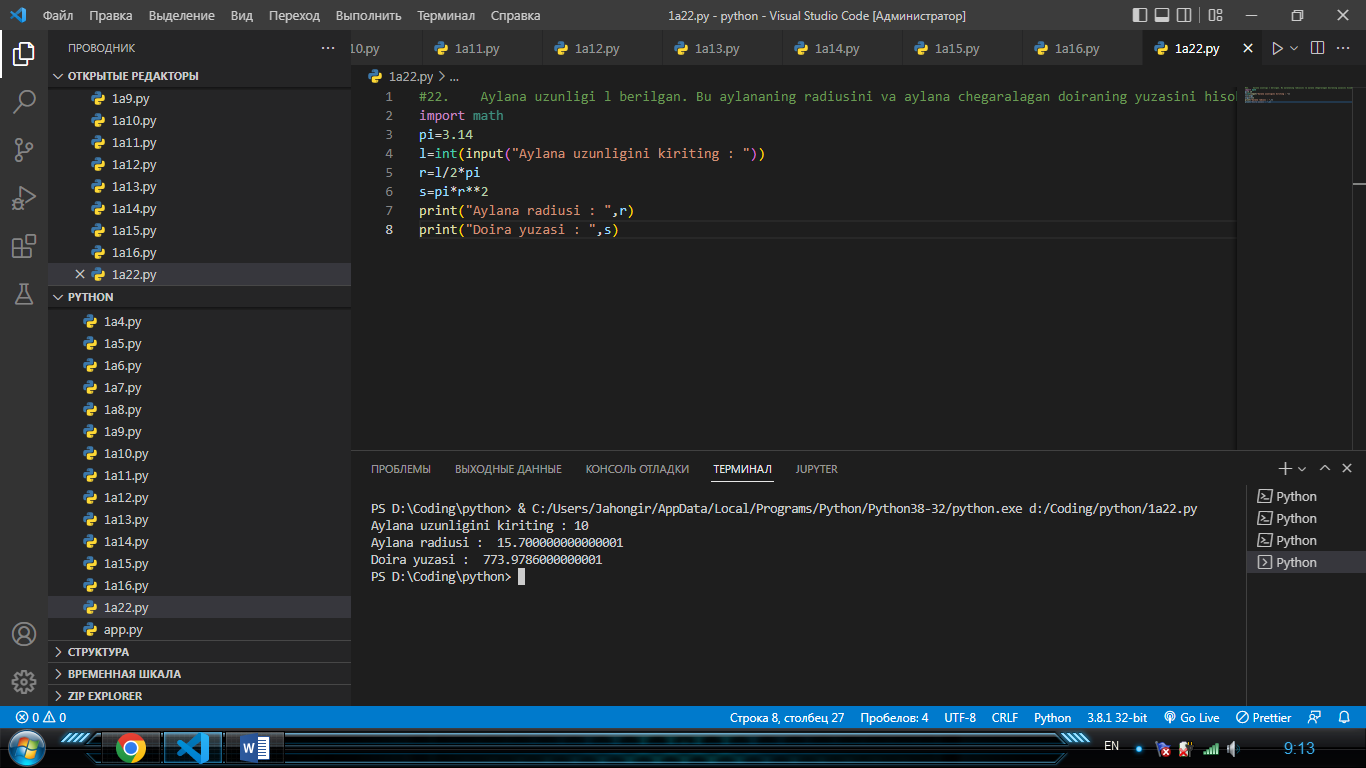 Файл Правка Выделение Вид Переход Выполнить Терминал Справка 1a22.py - python - Visual Studio Code [Администратор]
ПРОВОДНИК
10.py 1a11.py 1a12.py 1a13.py 1a14.py 1a15.py 1a16.py 1a22.py
ОТКРЫТЫЕ РЕДАКТОРЫ
1a9.py
1a10.py
1a11.py
1a12.py
1a13.py
1a14.py
1a15.py
1a16.py
1a22.py
PYTHON
1a4.py
1a5.py
1a6.py
1a7.py
1a8.py
1a9.py
1a10.py
1a11.py
1a12.py
1a13.py
1a14.py
1a15.py
1a16.py
1a22.py
app.py
СТРУКТУРА
ВРЕМЕННАЯ ШКАЛА
ZIP EXPLORER
1a22.py > ...
1 #22. Aylana uzunligi l berilgan. Bu aylananing radiusini va aylana chegaralagan doiraning yuzasini hiso
2 import math
3 pi=3.14
4 l=int(input("Aylana uzunligini kiriting : "))
5 r=l/2*pi
6 s=pi*r**2
7 print("Aylana radiusi : ",r)
8 print("Doira yuzasi : ",s)
ПРОБЛЕМЫ ВЫХОДНЫЕ ДАННЫЕ КОНСОЛЬ ОТЛАДКИ ТЕРМИНАЛ JUPYTER
PS D:\Coding\python> & C:/Users/Jahongir/AppData/Local/Programs/Python/Python38-32/python.exe d:/Coding/python/1a22.py
Aylana uzunligini kiriting : 10
Aylana radiusi :  15.700000000000001
Doira yuzasi :  773.9786000000001
PS D:\Coding\python>
Python
Python
Python
Python
0 0 Строка 8, столбец 27 Пробелов: 4 UTF-8 CRLF Python 3.8.1 32-bit Go Live Prettier
EN 9:13